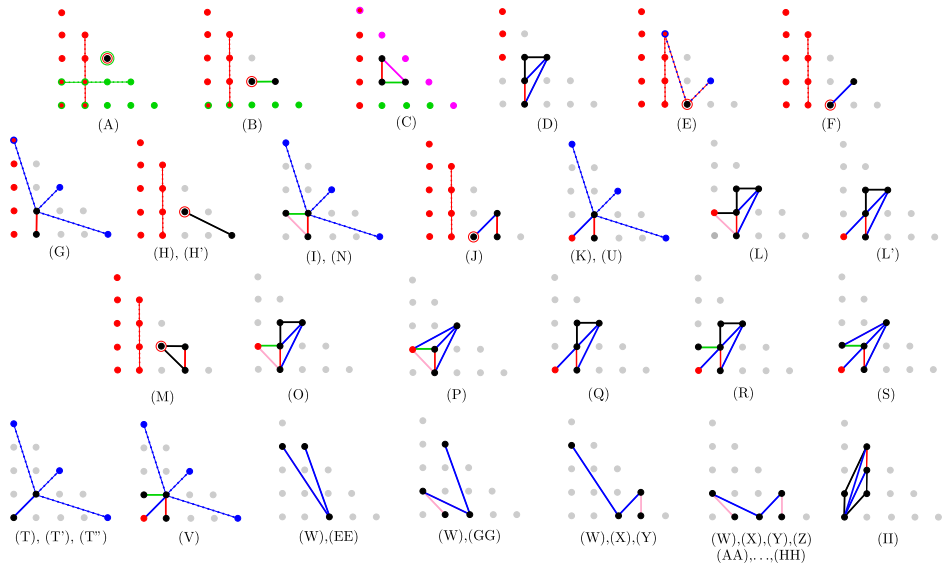 (A) (B) (C) (D) (E) (F)
(G) (H), (H') (I), (N) (J) (K), (U) (L) (L')
(M) (O) (P) (Q) (R) (S)
(T), (T'), (T") (V) (W),(EE) (W),(GG) (W),(X),(Y) (W),(X),(Y),(Z) (II)
(AA),...,(HH)